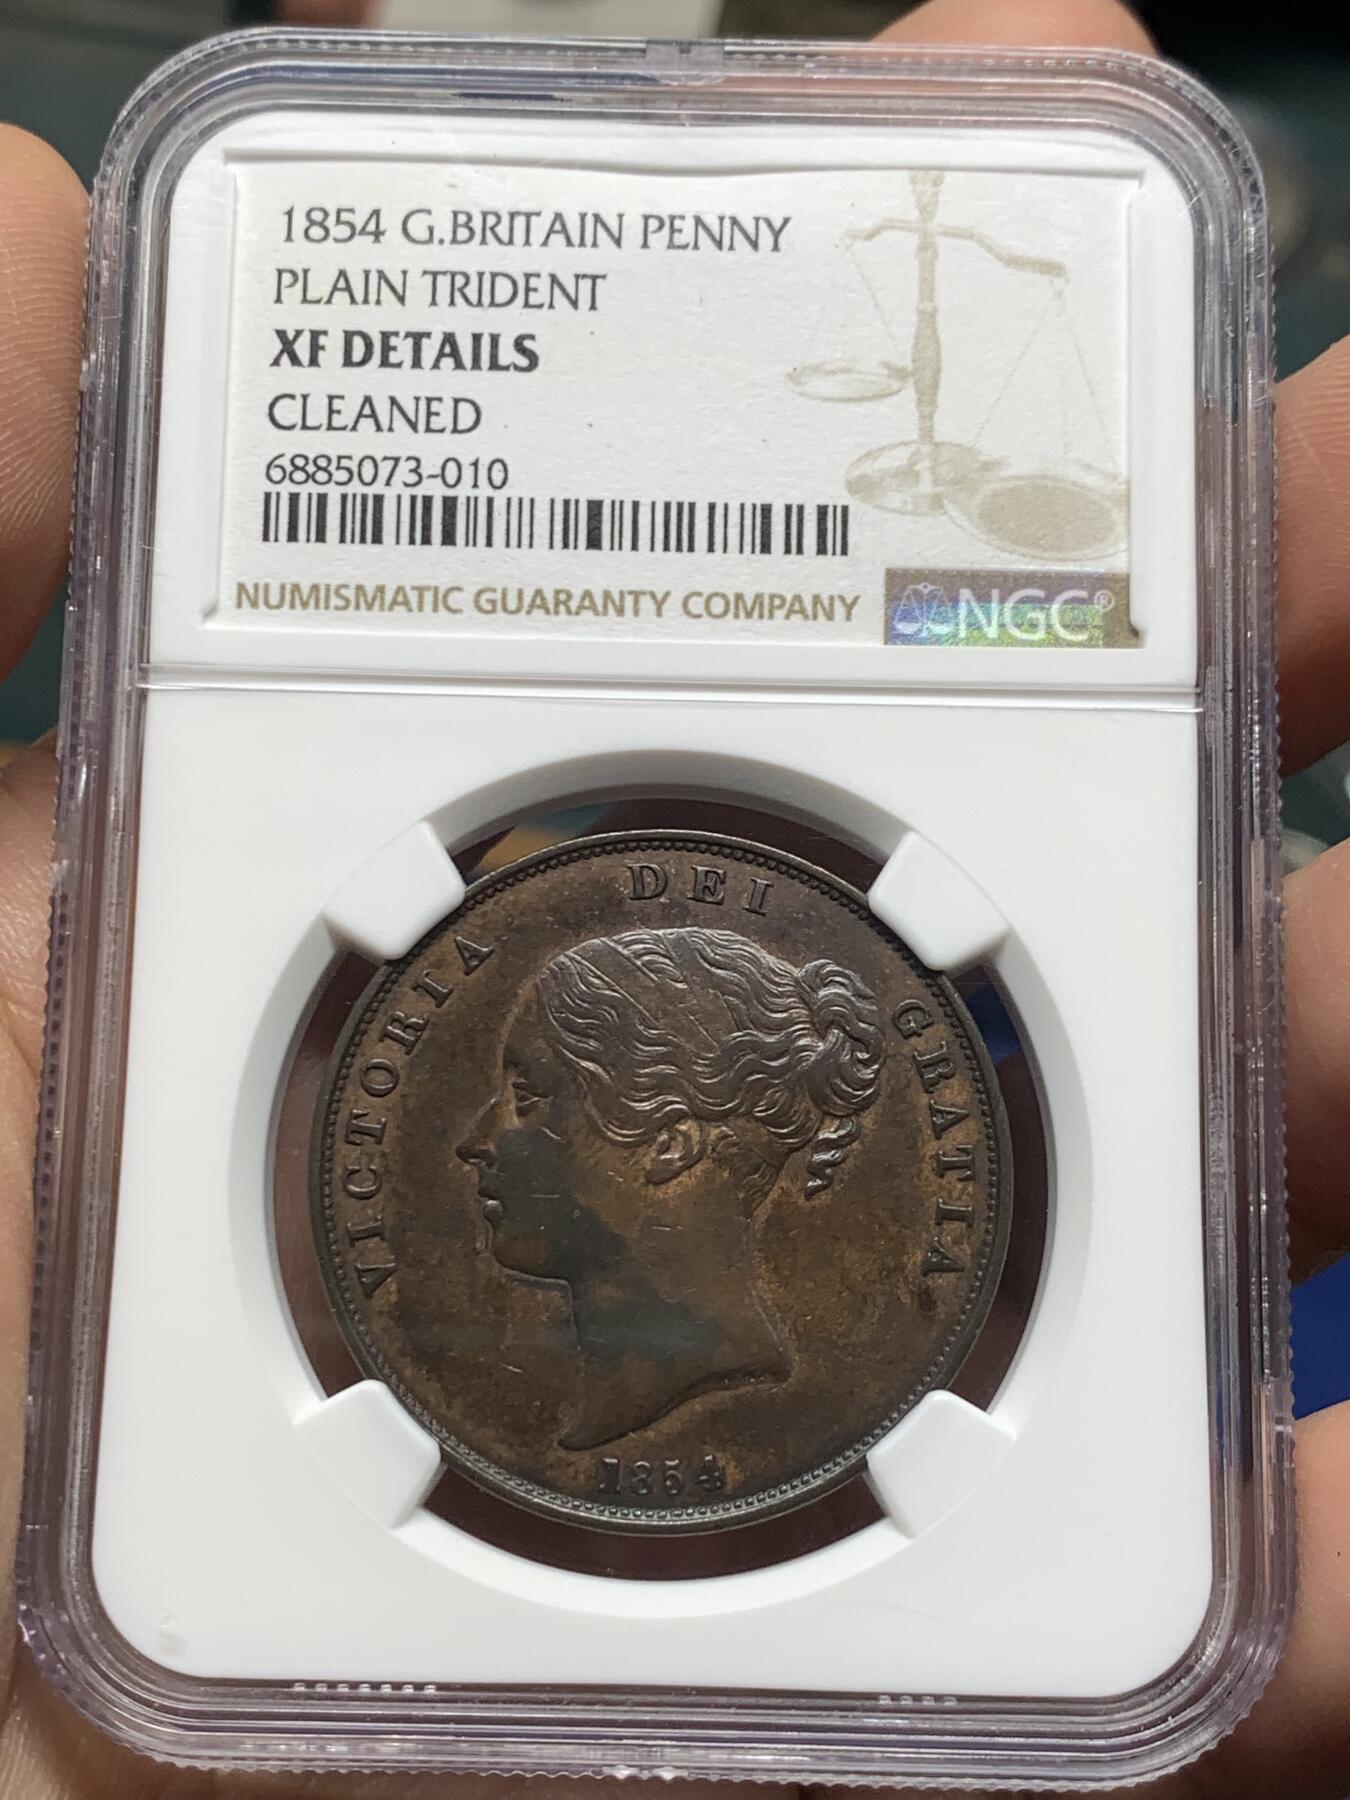 1854 G.BRITAIN PENNY
PLAIN TRIDENT
XF DETAILS
CLEANED
6885073-010
NUMISMATIC GUARANTY COMPANY
NGC®
VICTORIA DEI GRATIA
1854